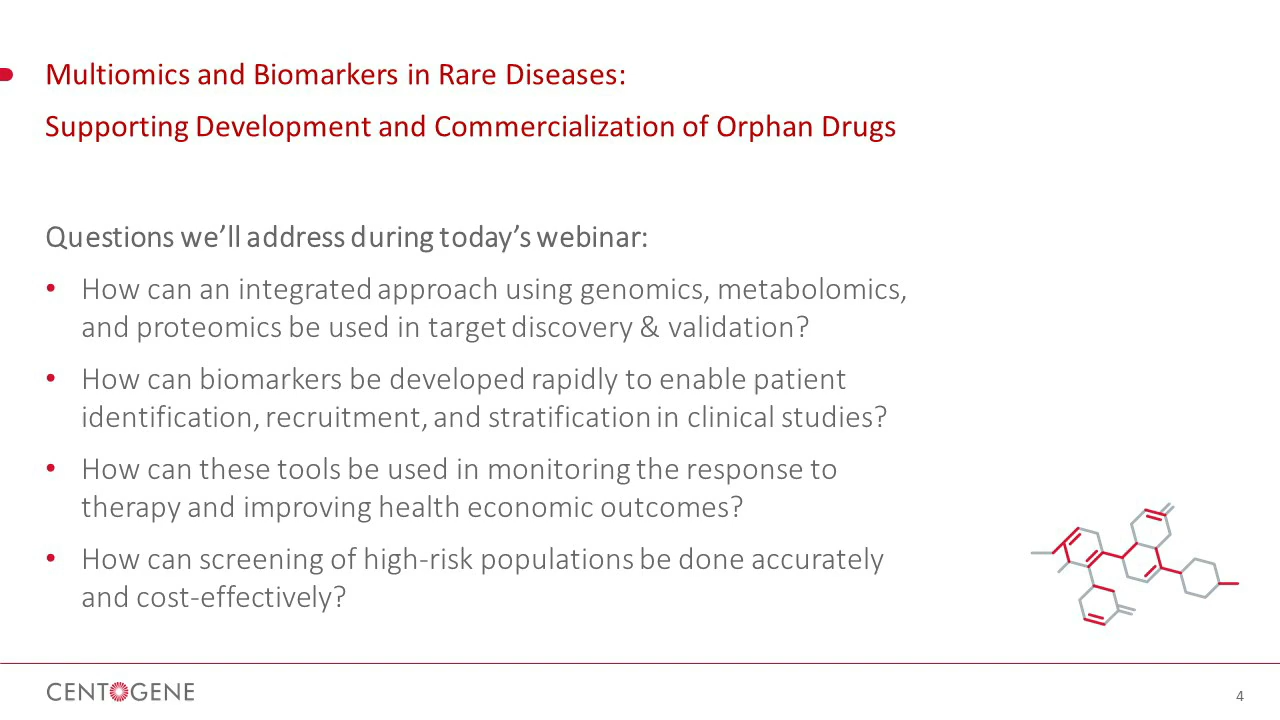 Multiomics and Biomarkers in Rare Diseases:
Supporting Development and Commercialization of Orphan Drugs
Questions we’ll address during today’s webinar:
• How can an integrated approach using genomics, metabolomics,
and proteomics be used in target discovery & validation?
• How can biomarkers be developed rapidly to enable patient
identification, recruitment, and stratification in clinical studies?
• How can these tools be used in monitoring the response to
therapy and improving health economic outcomes?
• How can screening of high-risk populations be done accurately
and cost-effectively?
CENTOGENE
4